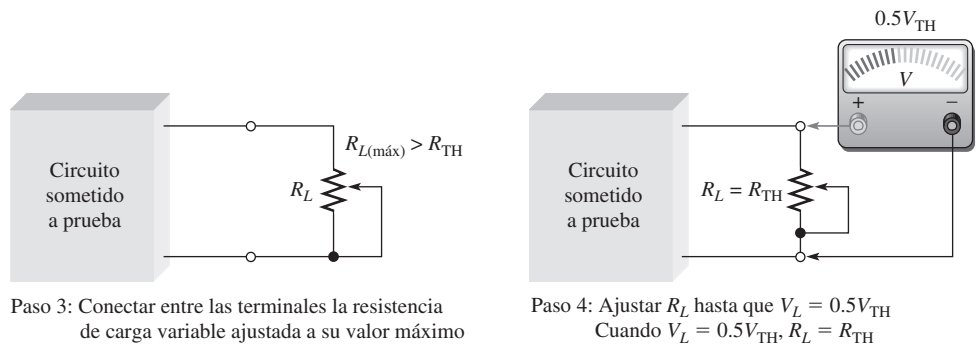 Circuito
sometido
a prueba
R_L(máx) > R_TH
R_L
Paso 3: Conectar entre las terminales la resistencia
de carga variable ajustada a su valor máximo
0.5V_TH
V
+ −
Circuito
sometido
a prueba
R_L = R_TH
Paso 4: Ajustar R_L hasta que V_L = 0.5V_TH
Cuando V_L = 0.5V_TH, R_L = R_TH